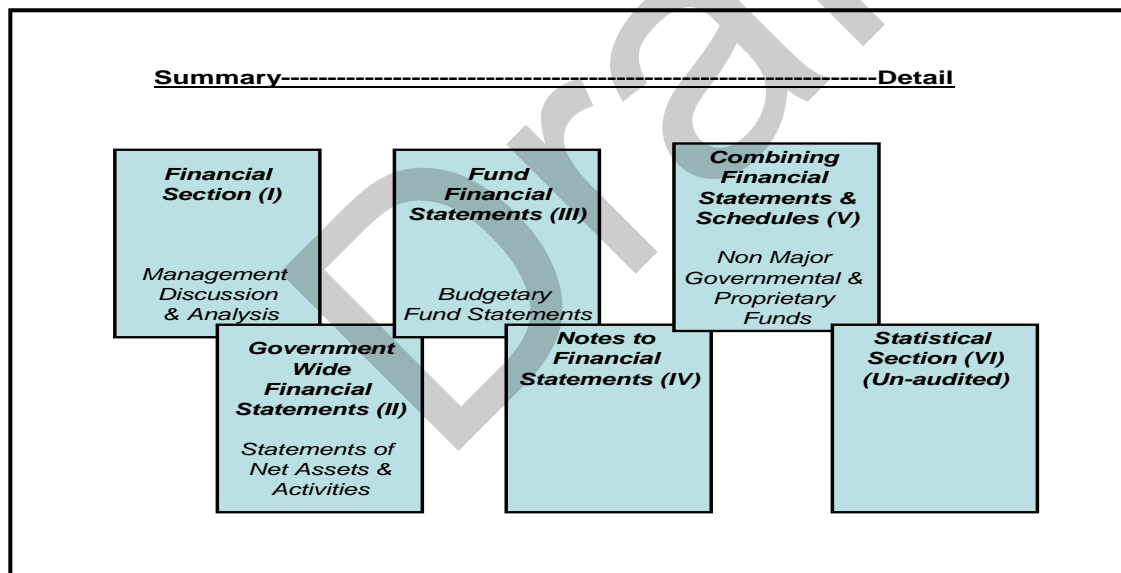 Summary----------------------------------------------------------------Detail
Financial
Section (I)
Management
Discussion
& Analysis
Government
Wide
Financial
Statements (II)
Statements of
Net Assets &
Activities
Fund
Financial
Statements (III)
Budgetary
Fund Statements
Notes to
Financial
Statements (IV)
Combining
Financial
Statements &
Schedules (V)
Non Major
Governmental &
Proprietary
Funds
Statistical
Section (VI)
(Un-audited)